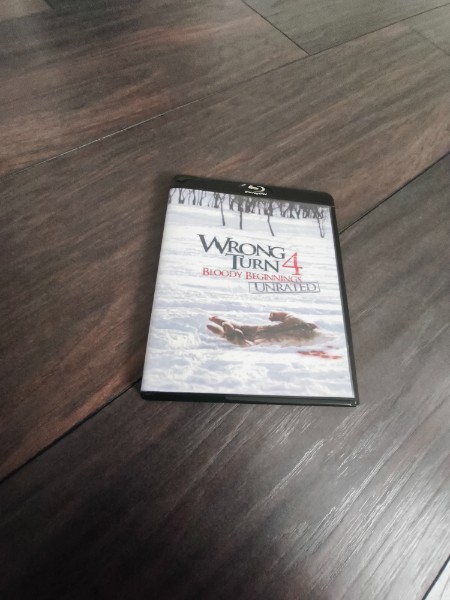 WRONG
TURN 4
BLOODY BEGINNINGS
UNRATED